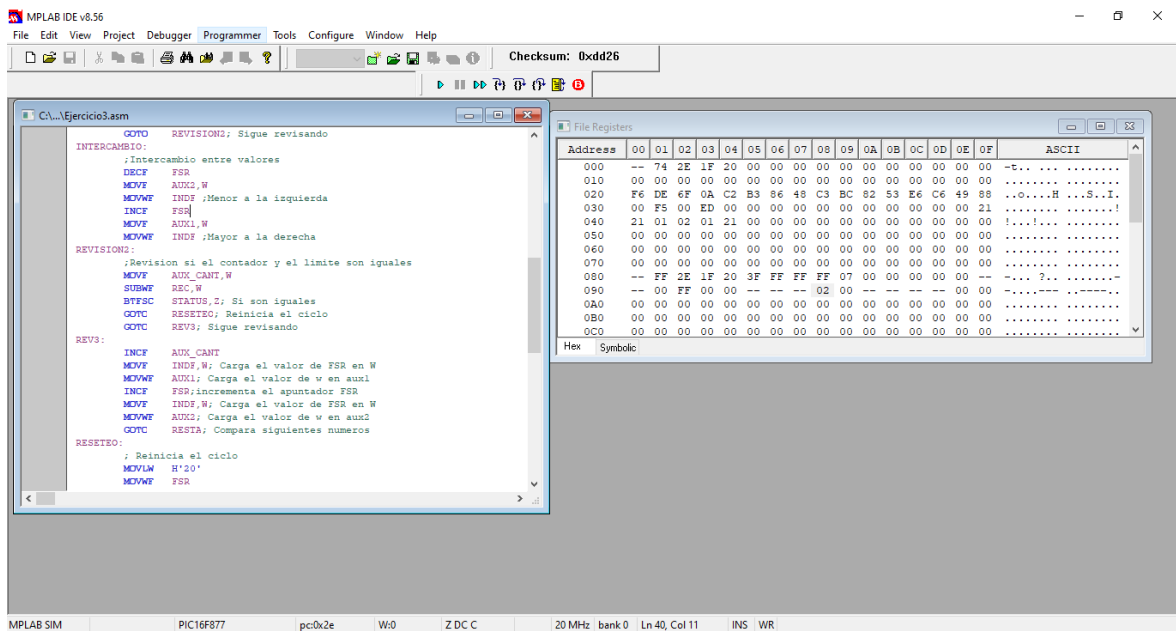 MPLAB IDE v8.56
File Edit View Project Debugger Programmer Tools Configure Window Help
Checksum: 0xdd26
C:\...\Ejercicio3.asm
GOTO REVISION2; Sigue revisando
INTERCAMBIO:
;Intercambio entre valores
DECF FSR
MOVF AUX2,W
MOVWF INDF ;Menor a la izquierda
INCF FSR
MOVF AUX1,W
MOVWF INDF ;Mayor a la derecha
REVISION2:
;Revision si el contador y el limite son iguales
MOVF AUX_CANT,W
SUBWF REC,W
BTFSC STATUS,Z; Si son iguales
GOTO RESETEO; Reinicia el ciclo
GOTO REV3; Sigue revisando
REV3:
INCF AUX_CANT
MOVF INDF,W; Carga el valor de FSR en W
MOVWF AUX1; Carga el valor de w en aux1
INCF FSR;incrementa el apuntador FSR
MOVF INDF,W; Carga el valor de FSR en W
MOVWF AUX2; Carga el valor de w en aux2
GOTO RESTA; Compara siguientes numeros
RESETEO:
; Reinicia el ciclo
MOVLW H'20'
MOVWF FSR
File Registers
Address 00 01 02 03 04 05 06 07 08 09 0A 0B 0C 0D 0E 0F ASCII
000 -- 74 2E 1F 20 00 00 00 00 00 00 00 00 00 00 00 -t.. ... ........
010 00 00 00 00 00 00 00 00 00 00 00 00 00 00 00 00 ........ ........
020 F6 DE 6F 0A C2 B3 86 48 C3 BC 82 53 E6 C6 49 88 ..o....H ...S..I.
030 00 F5 00 ED 00 00 00 00 00 00 00 00 00 00 00 21 ........ .......!
040 21 01 02 01 21 00 00 00 00 00 00 00 00 00 00 00 !...!... ........
050 00 00 00 00 00 00 00 00 00 00 00 00 00 00 00 00 ........ ........
060 00 00 00 00 00 00 00 00 00 00 00 00 00 00 00 00 ........ ........
070 00 00 00 00 00 00 00 00 00 00 00 00 00 00 00 00 ........ ........
080 -- FF 2E 1F 20 3F FF FF FF 07 00 00 00 00 00 -- -... ?.. .......-
090 -- 00 FF 00 00 -- -- -- 02 00 -- -- -- -- 00 00 -....--- ..----..
0A0 00 00 00 00 00 00 00 00 00 00 00 00 00 00 00 00 ........ ........
0B0 00 00 00 00 00 00 00 00 00 00 00 00 00 00 00 00 ........ ........
0C0 00 00 00 00 00 00 00 00 00 00 00 00 00 00 00 00 ........ ........
Hex Symbolic
MPLAB SIM PIC16F877 pc:0x2e W:0 Z DC C 20 MHz bank 0 Ln 40, Col 11 INS WR